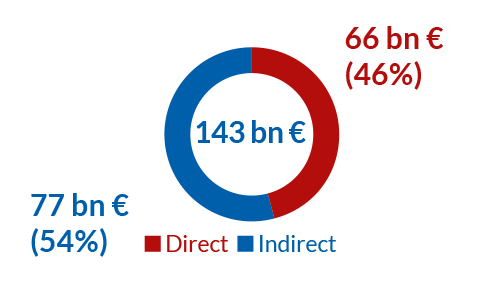 66 bn €
(46%)
143 bn €
77 bn €
(54%)
Direct Indirect